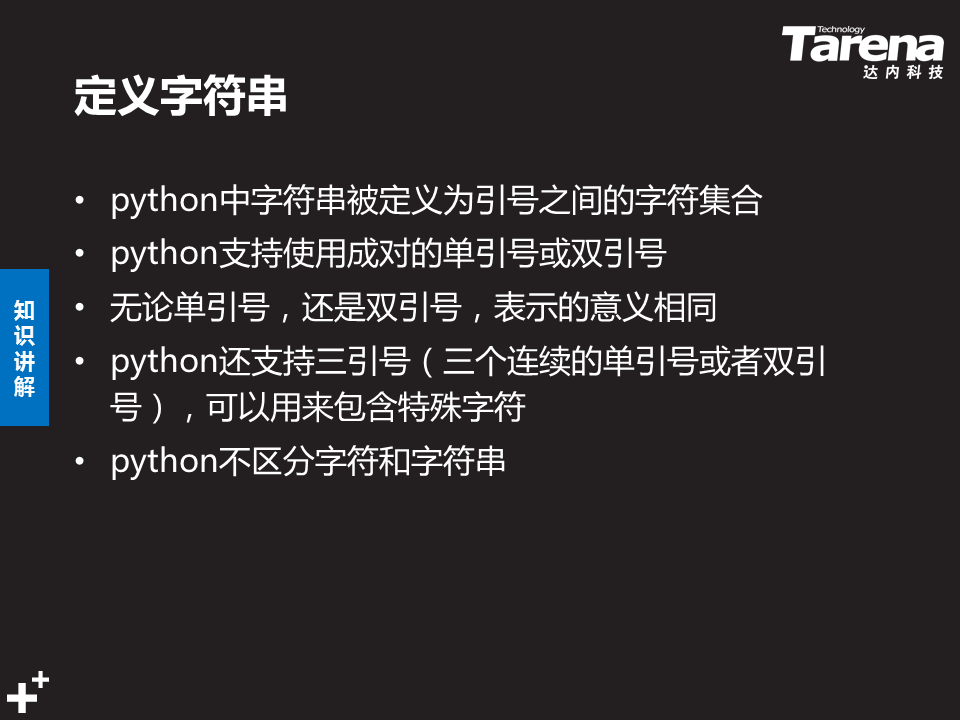 Technology
Tarena
达内科技
定义字符串
• python中字符串被定义为引号之间的字符集合
• python支持使用成对的单引号或双引号
• 无论单引号，还是双引号，表示的意义相同
• python还支持三引号（三个连续的单引号或者双引
号），可以用来包含特殊字符
• python不区分字符和字符串
知
识
讲
解